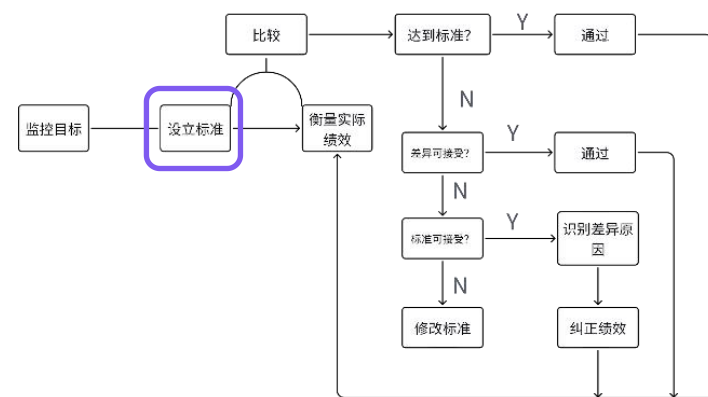 比较
达到标准?
Y
通过
N
监控目标
设立标准
衡量实际
绩效
差异可接受?
Y
通过
N
标准可接受?
Y
识别差异原
因
N
修改标准
纠正绩效